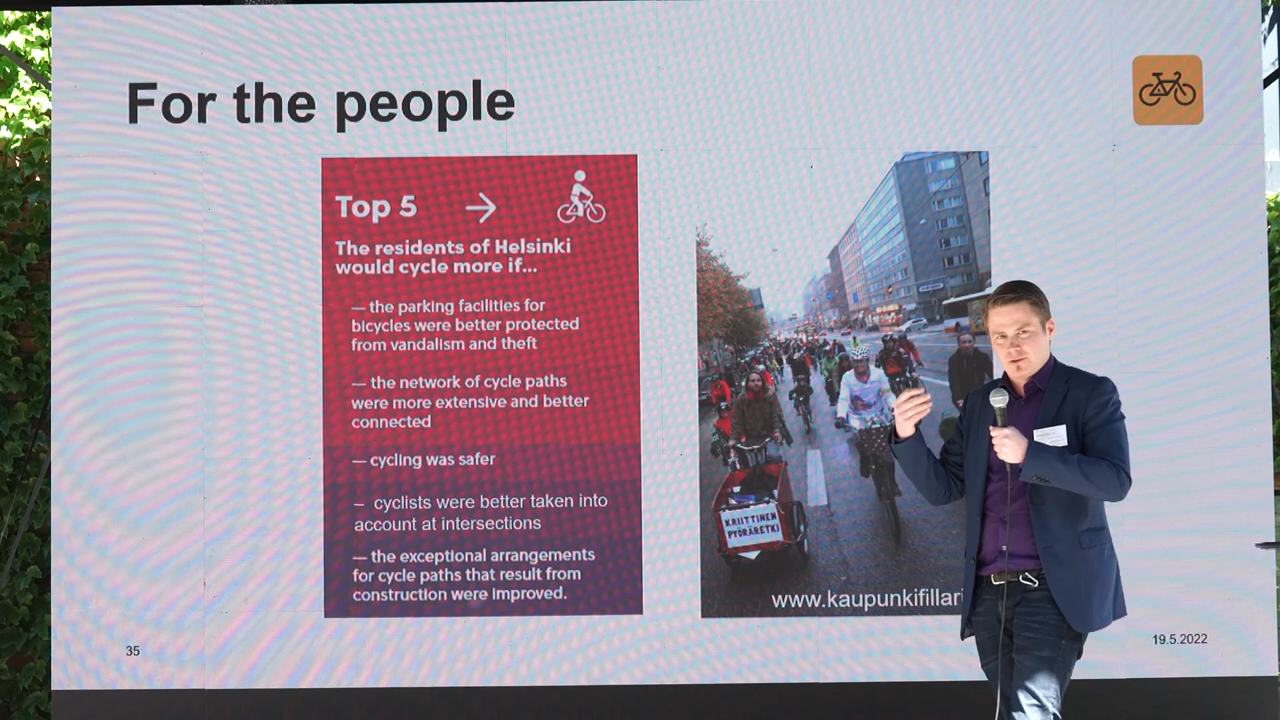 For the people
Top 5 →
The residents of Helsinki
would cycle more if...
— the parking facilities for
bicycles were better protected
from vandalism and theft
— the network of cycle paths
were more extensive and better
connected
— cycling was safer
– cyclists were better taken into
account at intersections
— the exceptional arrangements
for cycle paths that result from
construction were improved.
KRIITTINEN
PYÖRÄRETKI
www.kaupunkifillari
35
19.5.2022